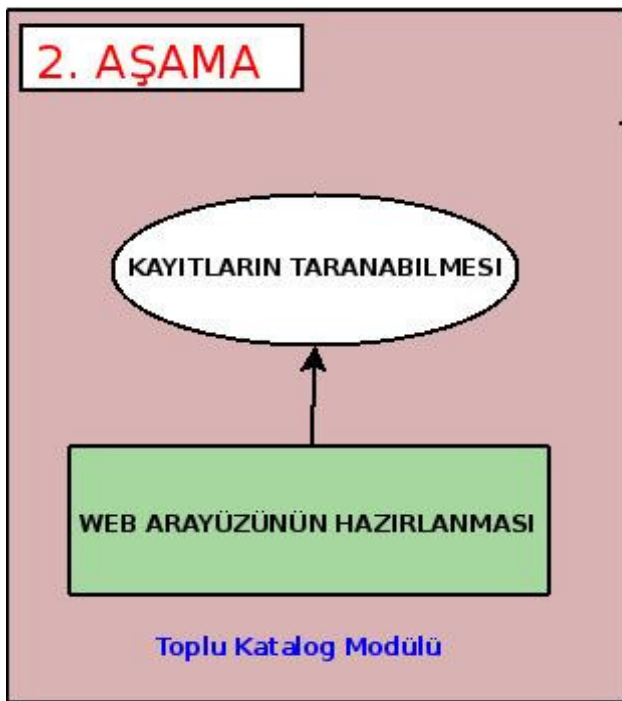 2. AŞAMA
KAYITLARIN TARANABILMESI
WEB ARAYÜZÜNÜN HAZIRLANMASI
Toplu Katalog Modülü